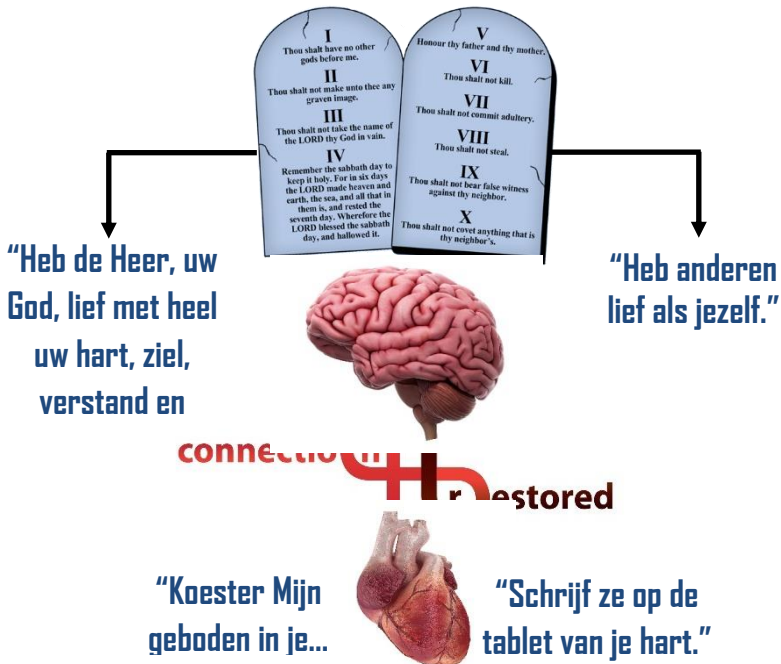 I
Thou shalt have no other
gods before me.
II
Thou shalt not make unto thee any
graven image.
III
Thou shalt not take the name of
the LORD thy God in vain.
IV
Remember the sabbath day to
keep it holy. For in six days
the LORD made heaven and
earth, the sea, and all that in
them is, and rested the
seventh day. Wherefore the
LORD blessed the sabbath
day, and hallowed it.
V
Honour thy father and thy mother.
VI
Thou shalt not kill.
VII
Thou shalt not commit adultery.
VIII
Thou shalt not steal.
IX
Thou shalt not bear false witness
against thy neighbor.
X
Thou shalt not covet anything that is
thy neighbor's.
“Heb de Heer, uw
God, lief met heel
uw hart, ziel,
verstand en
“Heb anderen
lief als jezelf.”
connection
restored
“Koester Mijn
geboden in je...
“Schrijf ze op de
tablet van je hart.”